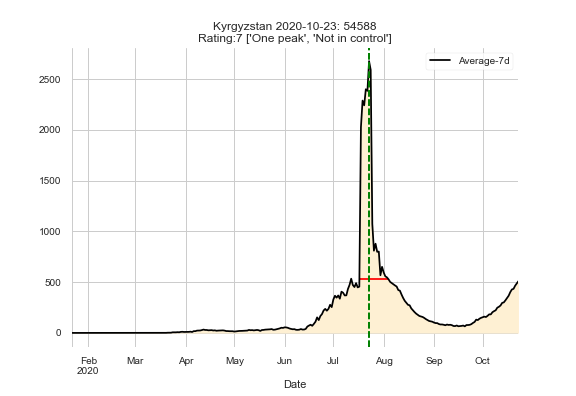 Kyrgyzstan 2020-10-23: 54588
Rating:7 ['One peak', 'Not in control']
Average-7d
2500
2000
1500
1000
500
0
Feb Mar Apr May Jun Jul Aug Sep Oct
2020
Date